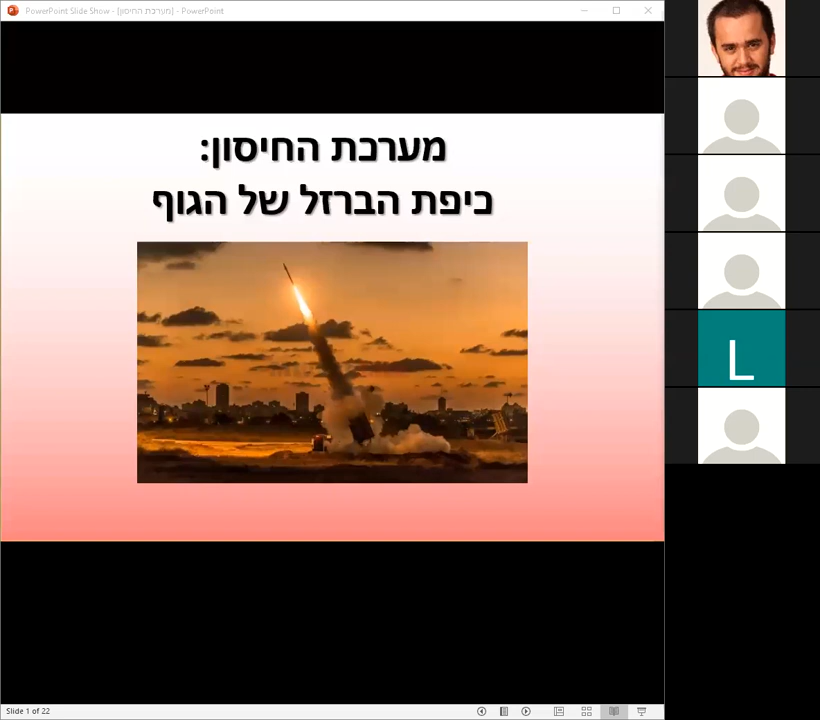 PowerPoint Slide Show - [מערכת החיסון] - PowerPoint
מערכת החיסון:
כיפת הברזל של הגוף
L
Slide 1 of 22